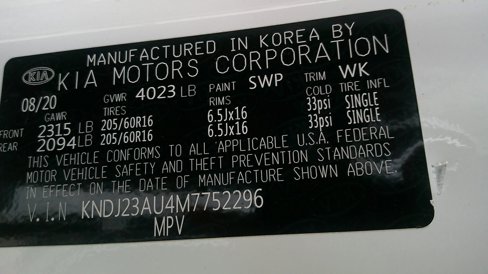 MANUFACTURED IN KOREA BY
KIA KIA MOTORS CORPORATION
08/20 GVWR 4023 LB PAINT SWP TRIM WK
GAWR TIRES RIMS COLD TIRE INFL
FRONT 2315 LB 205/60R16 6.5Jx16 33psi SINGLE
REAR 2094LB 205/60R16 6.5Jx16 33psi SINGLE
THIS VEHICLE CONFORMS TO ALL APPLICABLE U.S.A. FEDERAL
MOTOR VEHICLE SAFETY AND THEFT PREVENTION STANDARDS
IN EFFECT ON THE DATE OF MANUFACTURE SHOWN ABOVE.
V.I.N KNDJ23AU4M7752296
MPV